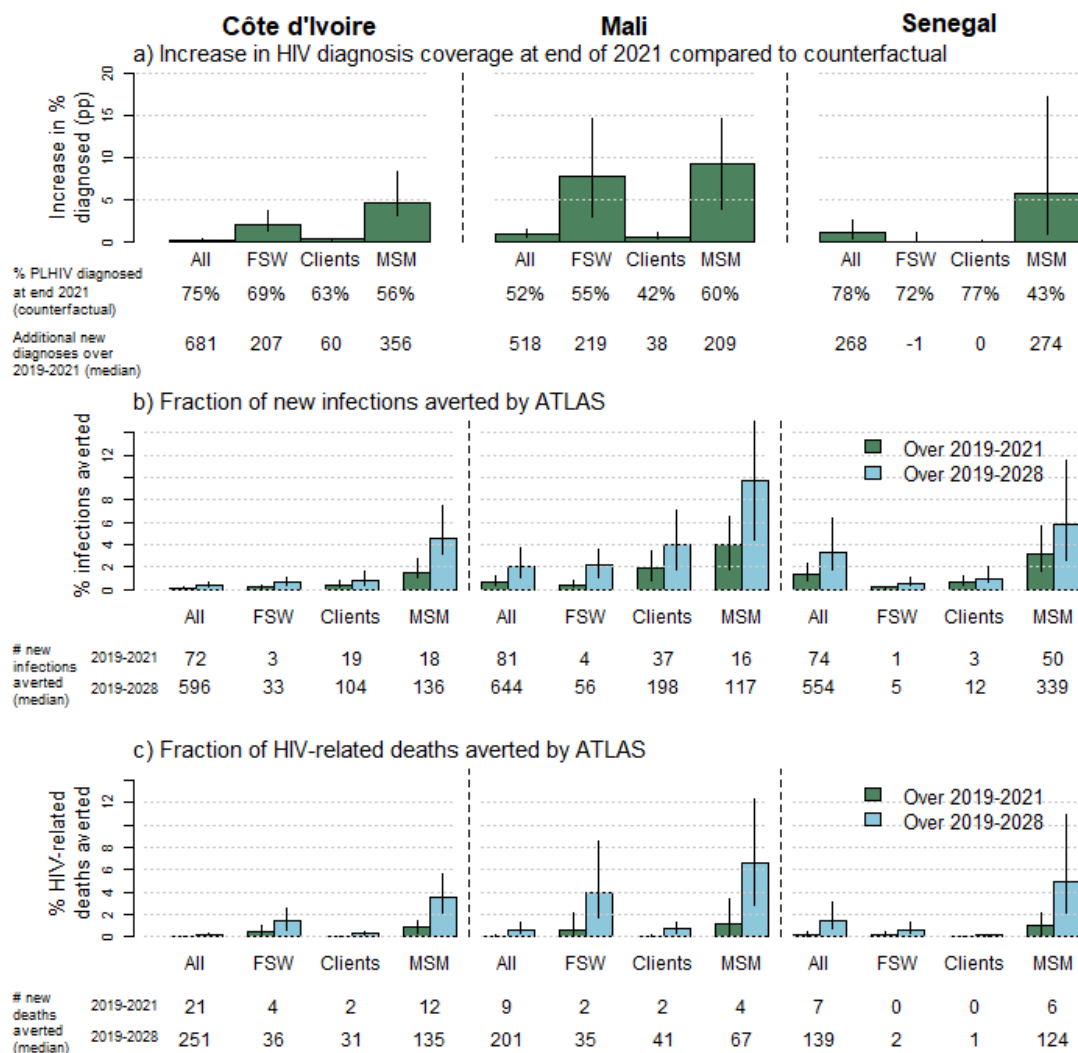 Côte d'Ivoire Mali Senegal
a) Increase in HIV diagnosis coverage at end of 2021 compared to counterfactual
Increase in %
diagnosed (pp)
20
15
10
5
0
All FSW Clients MSM All FSW Clients MSM All FSW Clients MSM
% PLHIV diagnosed
at end 2021
(counterfactual)
75% 69% 63% 56% 52% 55% 42% 60% 78% 72% 77% 43%
Additional new
diagnoses over
2019-2021 (median)
681 207 60 356 518 219 38 209 268 -1 0 274
b) Fraction of new infections averted by ATLAS
% infections averted
12
8
6
4
2
0
Over 2019-2021
Over 2019-2028
All FSW Clients MSM All FSW Clients MSM All FSW Clients MSM
# new
infections
averted
(median)
2019-2021 72 3 19 18 81 4 37 16 74 1 3 50
2019-2028 596 33 104 136 644 56 198 117 554 5 12 339
c) Fraction of HIV-related deaths averted by ATLAS
% HIV-related
deaths averted
12
8
6
4
2
0
Over 2019-2021
Over 2019-2028
All FSW Clients MSM All FSW Clients MSM All FSW Clients MSM
# new
deaths
averted
(median)
2019-2021 21 4 2 12 9 2 2 4 7 0 0 6
2019-2028 251 36 31 135 201 35 41 67 139 2 1 124